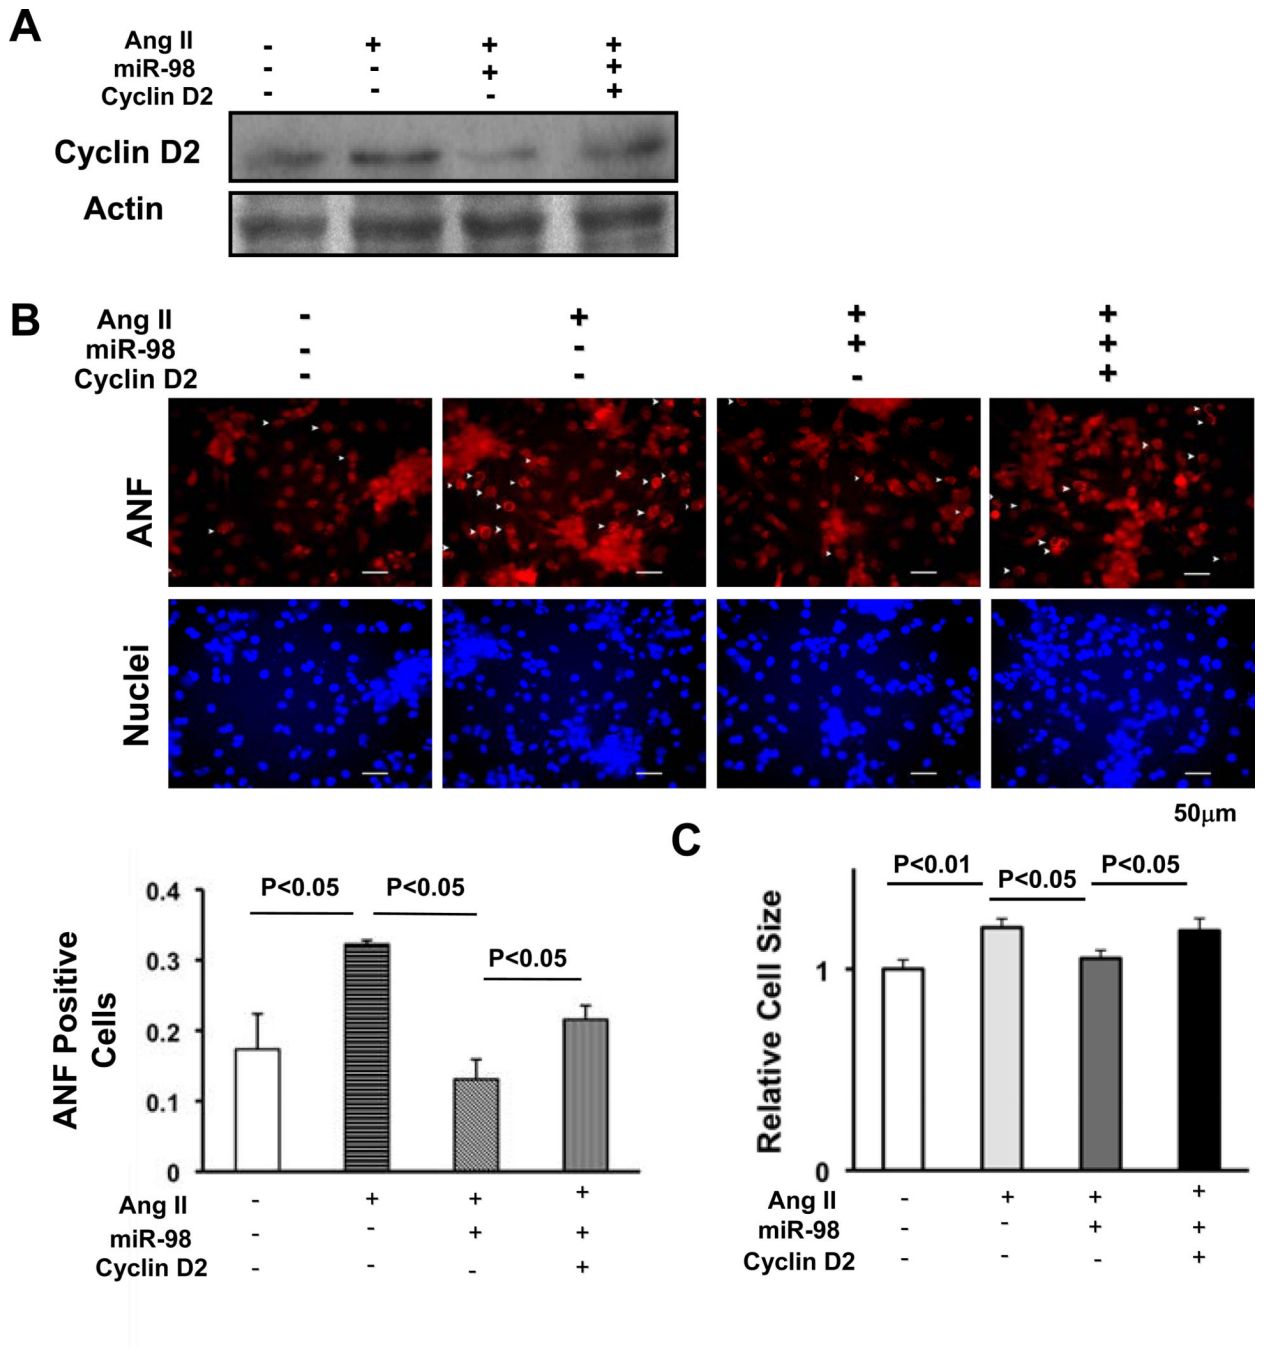 A
Ang II - + + +
miR-98 - - + +
Cyclin D2 - - - +
Cyclin D2
Actin
B
Ang II - + + +
miR-98 - - + +
Cyclin D2 - - - +
ANF
Nuclei
50μm
P<0.05 P<0.05
P<0.05
0.4
0.3
0.2
0.1
0
ANF Positive
Cells
Ang II - + + +
miR-98 - - + +
Cyclin D2 - - - +
C
P<0.01 P<0.05 P<0.05
1
0
Relative Cell Size
Ang II - + + +
miR-98 - - + +
Cyclin D2 - - - +